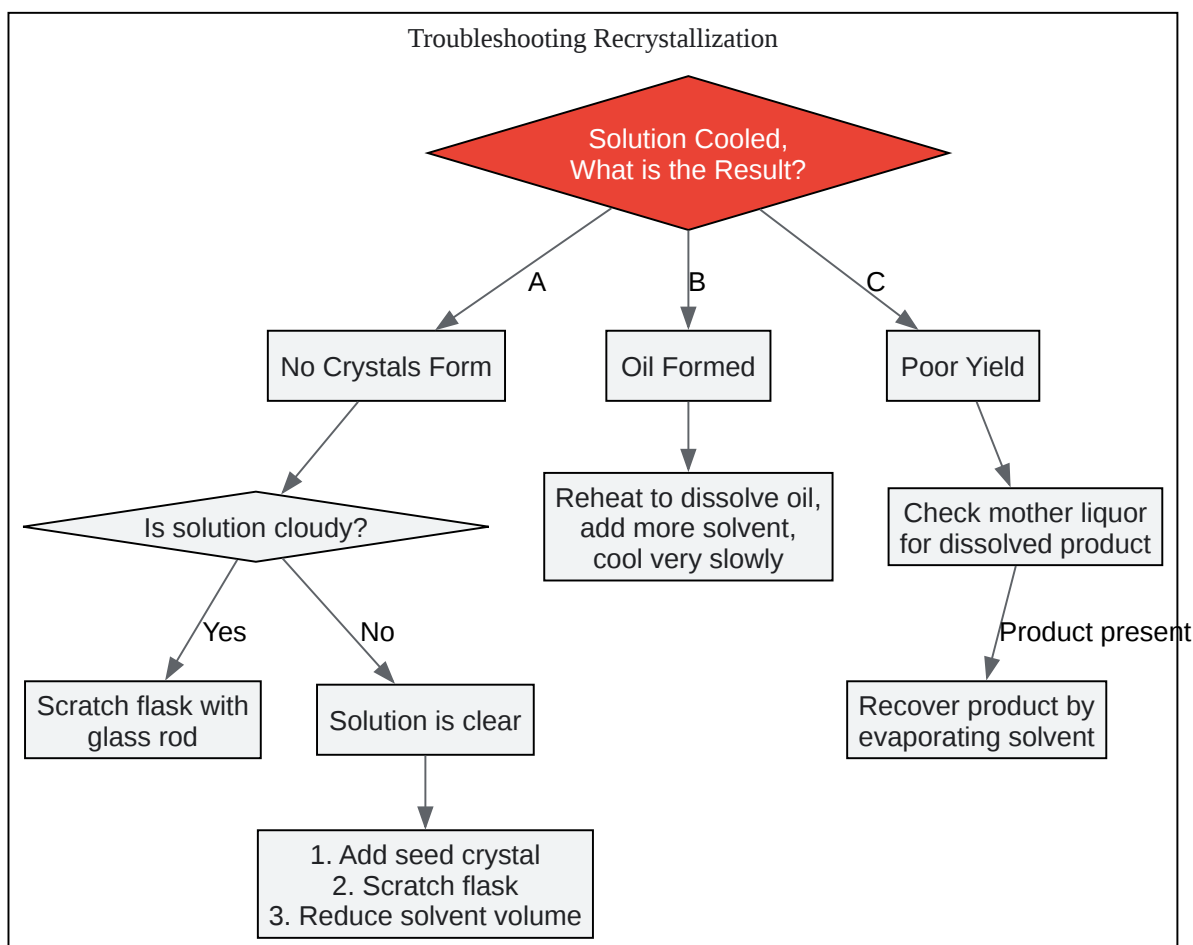 Troubleshooting Recrystallization
Solution Cooled,
What is the Result?
A
B
C
No Crystals Form
Oil Formed
Poor Yield
Is solution cloudy?
Reheat to dissolve oil,
add more solvent,
cool very slowly
Check mother liquor
for dissolved product
Yes
No
Product present
Scratch flask with
glass rod
Solution is clear
Recover product by
evaporating solvent
1. Add seed crystal
2. Scratch flask
3. Reduce solvent volume